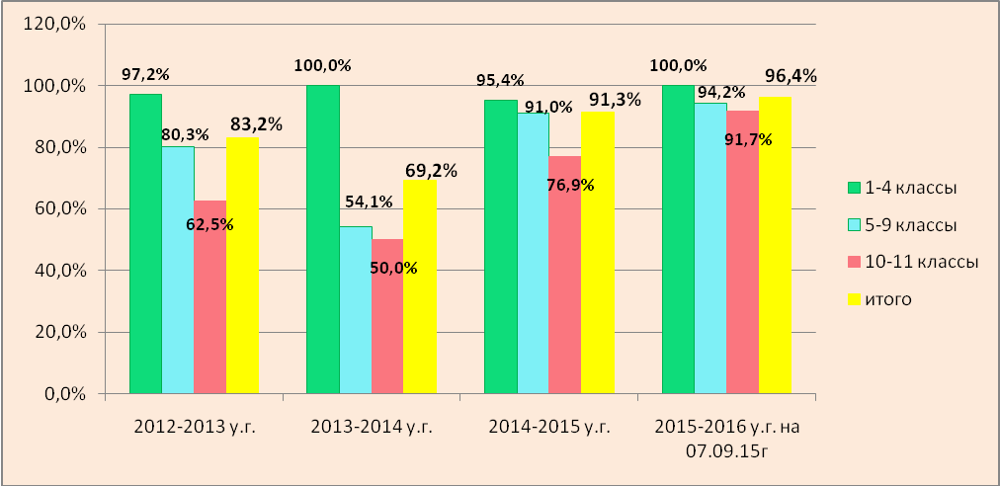 120,0%
100,0%
80,0%
60,0%
40,0%
20,0%
0,0%
97,2%
80,3%
62,5%
83,2%
100,0%
54,1%
50,0%
69,2%
95,4%
91,0%
76,9%
91,3%
100,0%
94,2%
91,7%
96,4%
2012-2013 у.г.
2013-2014 у.г.
2014-2015 у.г.
2015-2016 у.г. на
07.09.15г
1-4 классы
5-9 классы
10-11 классы
итого